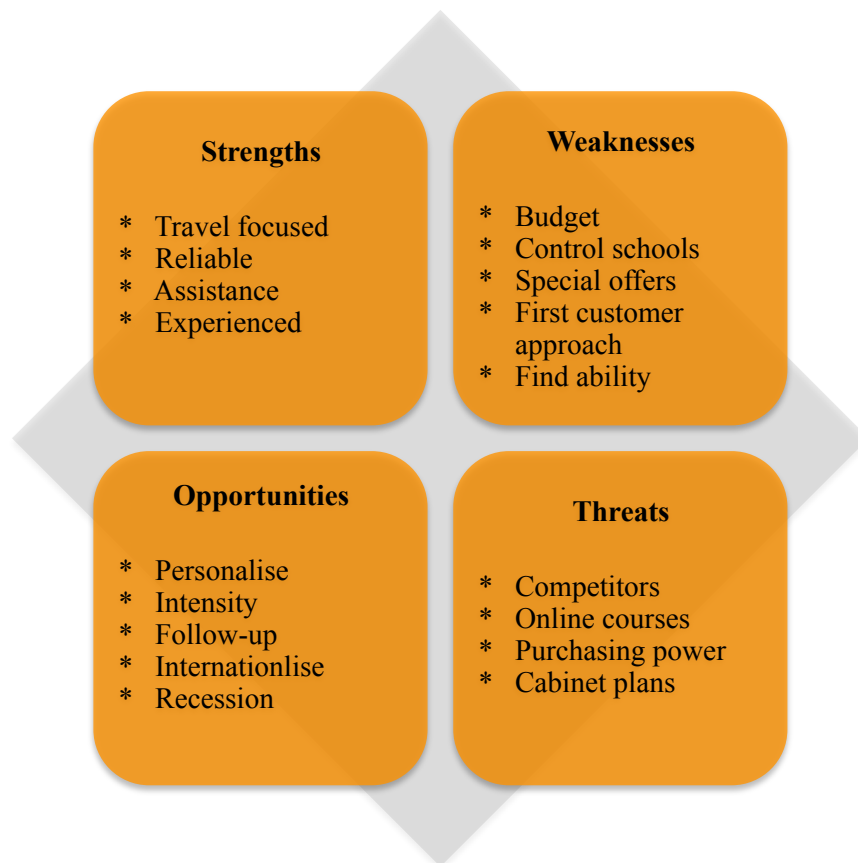 Strengths
* Travel focused
* Reliable
* Assistance
* Experienced
Weaknesses
* Budget
* Control schools
* Special offers
* First customer
approach
* Find ability
Opportunities
* Personalise
* Intensity
* Follow-up
* Internationlise
* Recession
Threats
* Competitors
* Online courses
* Purchasing power
* Cabinet plans